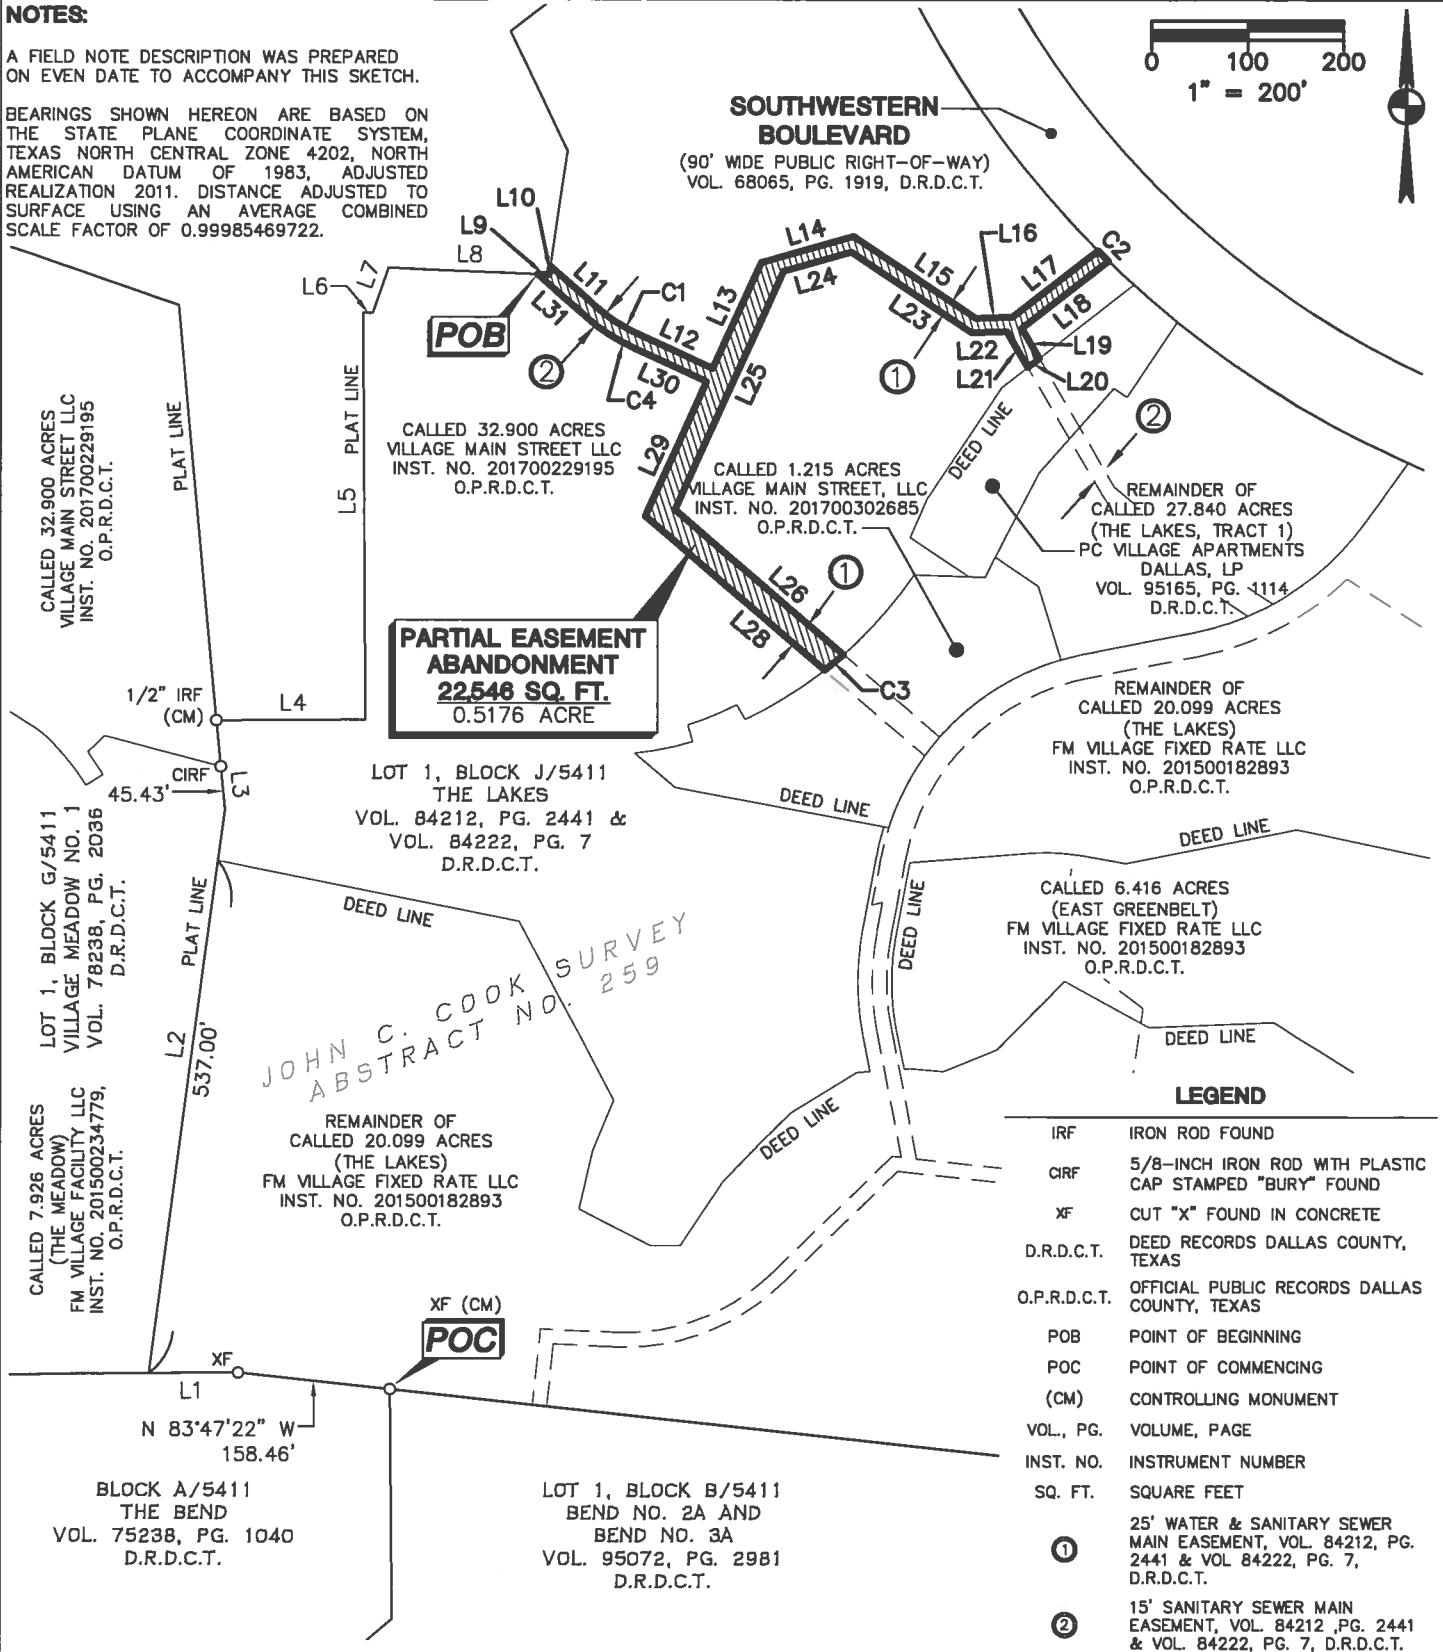 NOTES:
A FIELD NOTE DESCRIPTION WAS PREPARED
ON EVEN DATE TO ACCOMPANY THIS SKETCH.
BEARINGS SHOWN HEREON ARE BASED ON
THE STATE PLANE COORDINATE SYSTEM,
TEXAS NORTH CENTRAL ZONE 4202, NORTH
AMERICAN DATUM OF 1983, ADJUSTED
REALIZATION 2011. DISTANCE ADJUSTED TO
SURFACE USING AN AVERAGE COMBINED
SCALE FACTOR OF 0.99985469722.
0 100 200
1" = 200'
SOUTHWESTERN
BOULEVARD
(90' WIDE PUBLIC RIGHT-OF-WAY)
VOL. 68065, PG. 1919, D.R.D.C.T.
L10
L9
L8
L7
L6
L11
L31
C1
L12
L30
C4
L13
L14
L24
L15
L23
L16
L17
C2
L18
L19
L20
L21
L22
L25
L29
POB
2
1
2
PLAT LINE
PLAT LINE
L5
DEED LINE
CALLED 32.900 ACRES
VILLAGE MAIN STREET LLC
INST. NO. 201700229195
O.P.R.D.C.T.
CALLED 32.900 ACRES
VILLAGE MAIN STREET LLC
INST. NO. 201700229195
O.P.R.D.C.T.
CALLED 1.215 ACRES
VILLAGE MAIN STREET, LLC
INST. NO. 201700302685
O.P.R.D.C.T.
REMAINDER OF
CALLED 27.840 ACRES
(THE LAKES, TRACT 1)
PC VILLAGE APARTMENTS
DALLAS, LP
VOL. 95165, PG. 1114
D.R.D.C.T.
L26
1
L28
C3
PARTIAL EASEMENT
ABANDONMENT
22,546 SQ. FT.
0.5176 ACRE
1/2" IRF
(CM)
L4
CIRF
45.43'
L3
REMAINDER OF
CALLED 20.099 ACRES
(THE LAKES)
FM VILLAGE FIXED RATE LLC
INST. NO. 201500182893
O.P.R.D.C.T.
LOT 1, BLOCK J/5411
THE LAKES
VOL. 84212, PG. 2441 &
VOL. 84222, PG. 7
D.R.D.C.T.
DEED LINE
DEED LINE
LOT 1, BLOCK G/5411
VILLAGE MEADOW NO. 1
VOL. 78238, PG. 2036
D.R.D.C.T.
PLAT LINE
DEED LINE
DEED LINE
CALLED 6.416 ACRES
(EAST GREENBELT)
FM VILLAGE FIXED RATE LLC
INST. NO. 201500182893
O.P.R.D.C.T.
DEED LINE
JOHN C. COOK SURVEY
ABSTRACT NO. 259
L2
537.00'
CALLED 7.926 ACRES
(THE MEADOW)
FM VILLAGE FACILITY LLC
INST. NO. 201500234779,
O.P.R.D.C.T.
REMAINDER OF
CALLED 20.099 ACRES
(THE LAKES)
FM VILLAGE FIXED RATE LLC
INST. NO. 201500182893
O.P.R.D.C.T.
DEED LINE
XF (CM)
POC
XF
L1
N 83°47'22" W
158.46'
BLOCK A/5411
THE BEND
VOL. 75238, PG. 1040
D.R.D.C.T.
LOT 1, BLOCK B/5411
BEND NO. 2A AND
BEND NO. 3A
VOL. 95072, PG. 2981
D.R.D.C.T.
LEGEND
IRF IRON ROD FOUND
CIRF 5/8-INCH IRON ROD WITH PLASTIC
CAP STAMPED "BURY" FOUND
XF CUT "X" FOUND IN CONCRETE
D.R.D.C.T. DEED RECORDS DALLAS COUNTY,
TEXAS
O.P.R.D.C.T. OFFICIAL PUBLIC RECORDS DALLAS
COUNTY, TEXAS
POB POINT OF BEGINNING
POC POINT OF COMMENCING
(CM) CONTROLLING MONUMENT
VOL., PG. VOLUME, PAGE
INST. NO. INSTRUMENT NUMBER
SQ. FT. SQUARE FEET
1 25' WATER & SANITARY SEWER
MAIN EASEMENT, VOL. 84212, PG.
2441 & VOL 84222, PG. 7,
D.R.D.C.T.
2 15' SANITARY SEWER MAIN
EASEMENT, VOL. 84212 ,PG. 2441
& VOL. 84222, PG. 7, D.R.D.C.T.